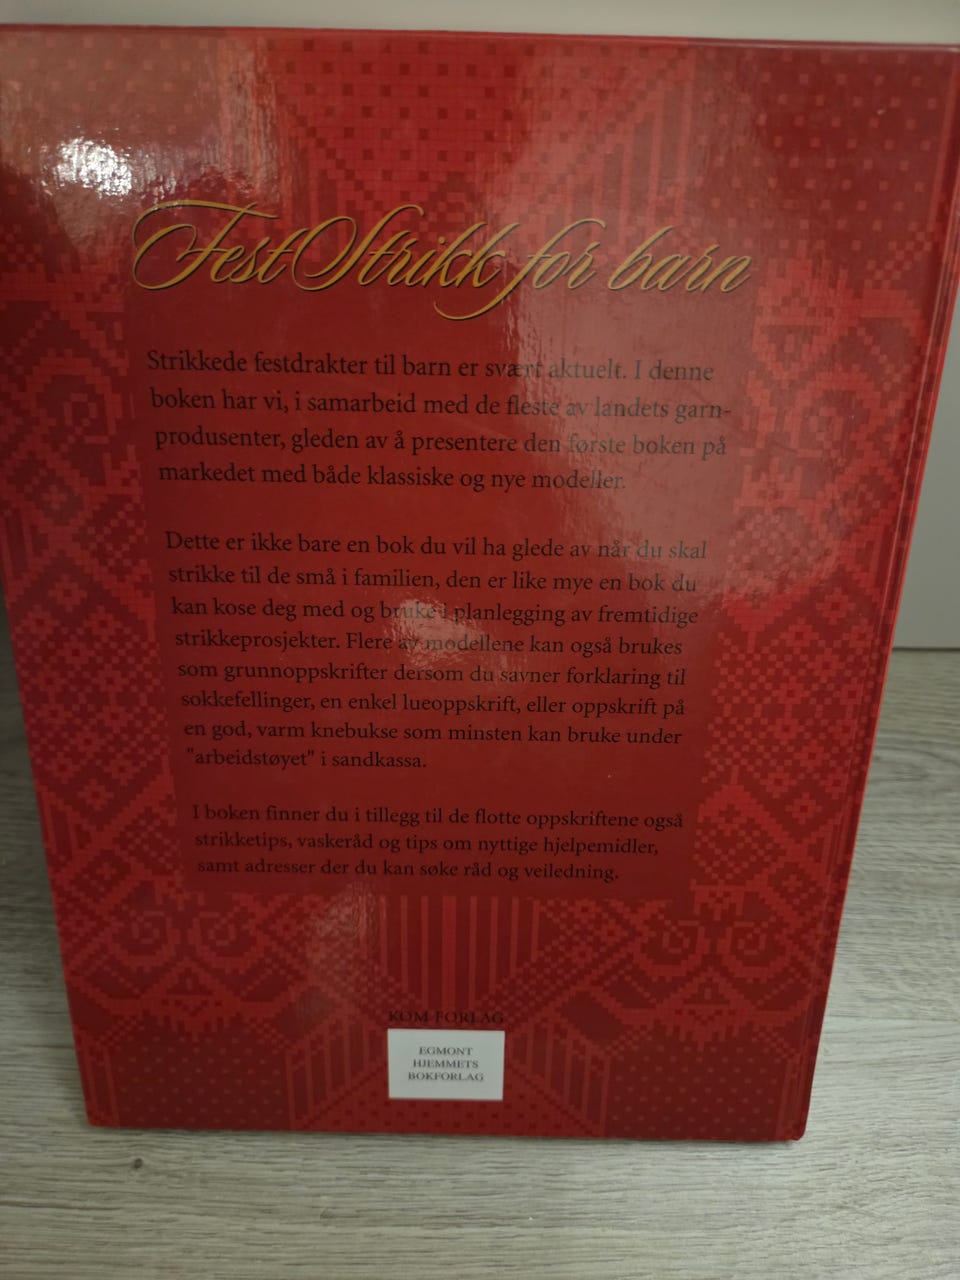 FestStrikk for barn
Strikkede festdrakter til barn er svært aktuelt. I denne
boken har vi, i samarbeid med de fleste av landets garn-
produsenter, gleden av å presentere den første boken på
markedet med både klassiske og nye modeller.
Dette er ikke bare en bok du vil ha glede av når du skal
strikke til de små i familien, den er like mye en bok du
kan kose deg med og bruke i planlegging av fremtidige
strikkeprosjekter. Flere av modellene kan også brukes
som grunnoppskrifter dersom du savner forklaring til
sokkefellinger, en enkel lueoppskrift, eller oppskrift på
en god, varm knebukse som minsten kan bruke under
"arbeidstøyet" i sandkassa.
I boken finner du i tillegg til de flotte oppskriftene også
strikketips, vaskeråd og tips om nyttige hjelpemidler,
samt adresser der du kan søke råd og veiledning.
KOM FORLAG
EGMONT
HJEMMETS
BOKFORLAG